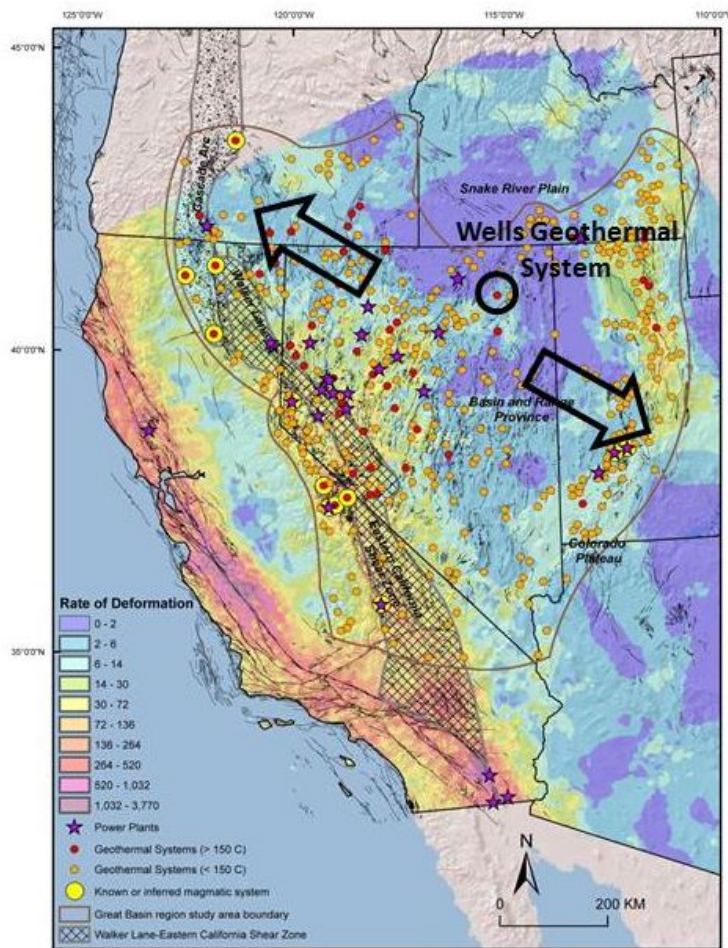 125°0'0"W
120°0'0"W
115°0'0"W
110°0'0"W
45°0'0"N
40°0'0"N
35°0'0"N
Cascade Arc
Snake River Plain
Wells Geothermal
System
Walker Lane
Basin and Range
Province
Eastern California
Shear Zone
Colorado
Plateau
Rate of Deformation
0 - 2
2 - 6
6 - 14
14 - 30
30 - 72
72 - 136
136 - 264
264 - 520
520 - 1,032
1,032 - 3,770
Power Plants
Geothermal Systems (> 150 C)
Geothermal Systems (< 150 C)
Known or inferred magmatic system
Great Basin region study area boundary
Walker Lane-Eastern California Shear Zone
N
0 200 KM